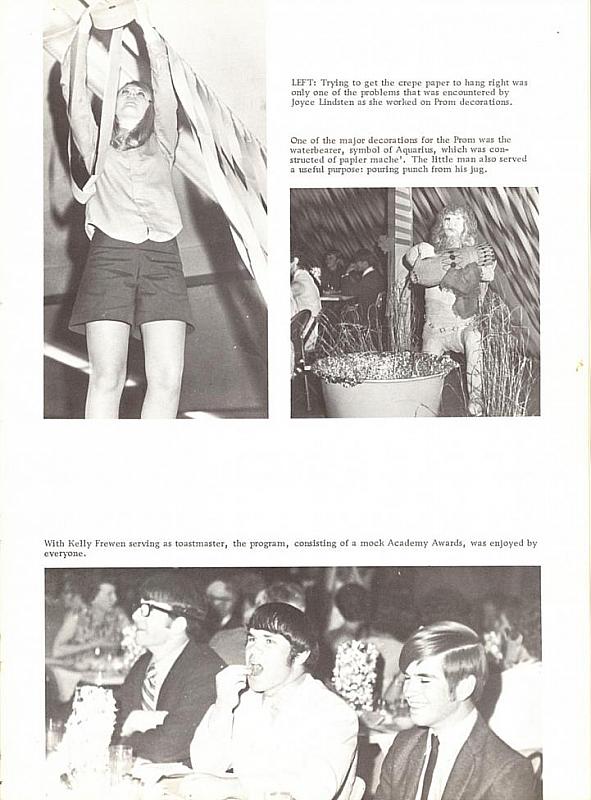 LEFT: Trying to get the crepe paper to hang right was
only one of the problems that was encountered by
Joyce Lindsten as she worked on Prom decorations.
One of the major decorations for the Prom was the
waterbearer, symbol of Aquarius, which was con-
structed of papier mache'. The little man also served
a useful purpose: pouring punch from his jug.
With Kelly Frewen serving as toastmaster, the program, consisting of a mock Academy Awards, was enjoyed by
everyone.